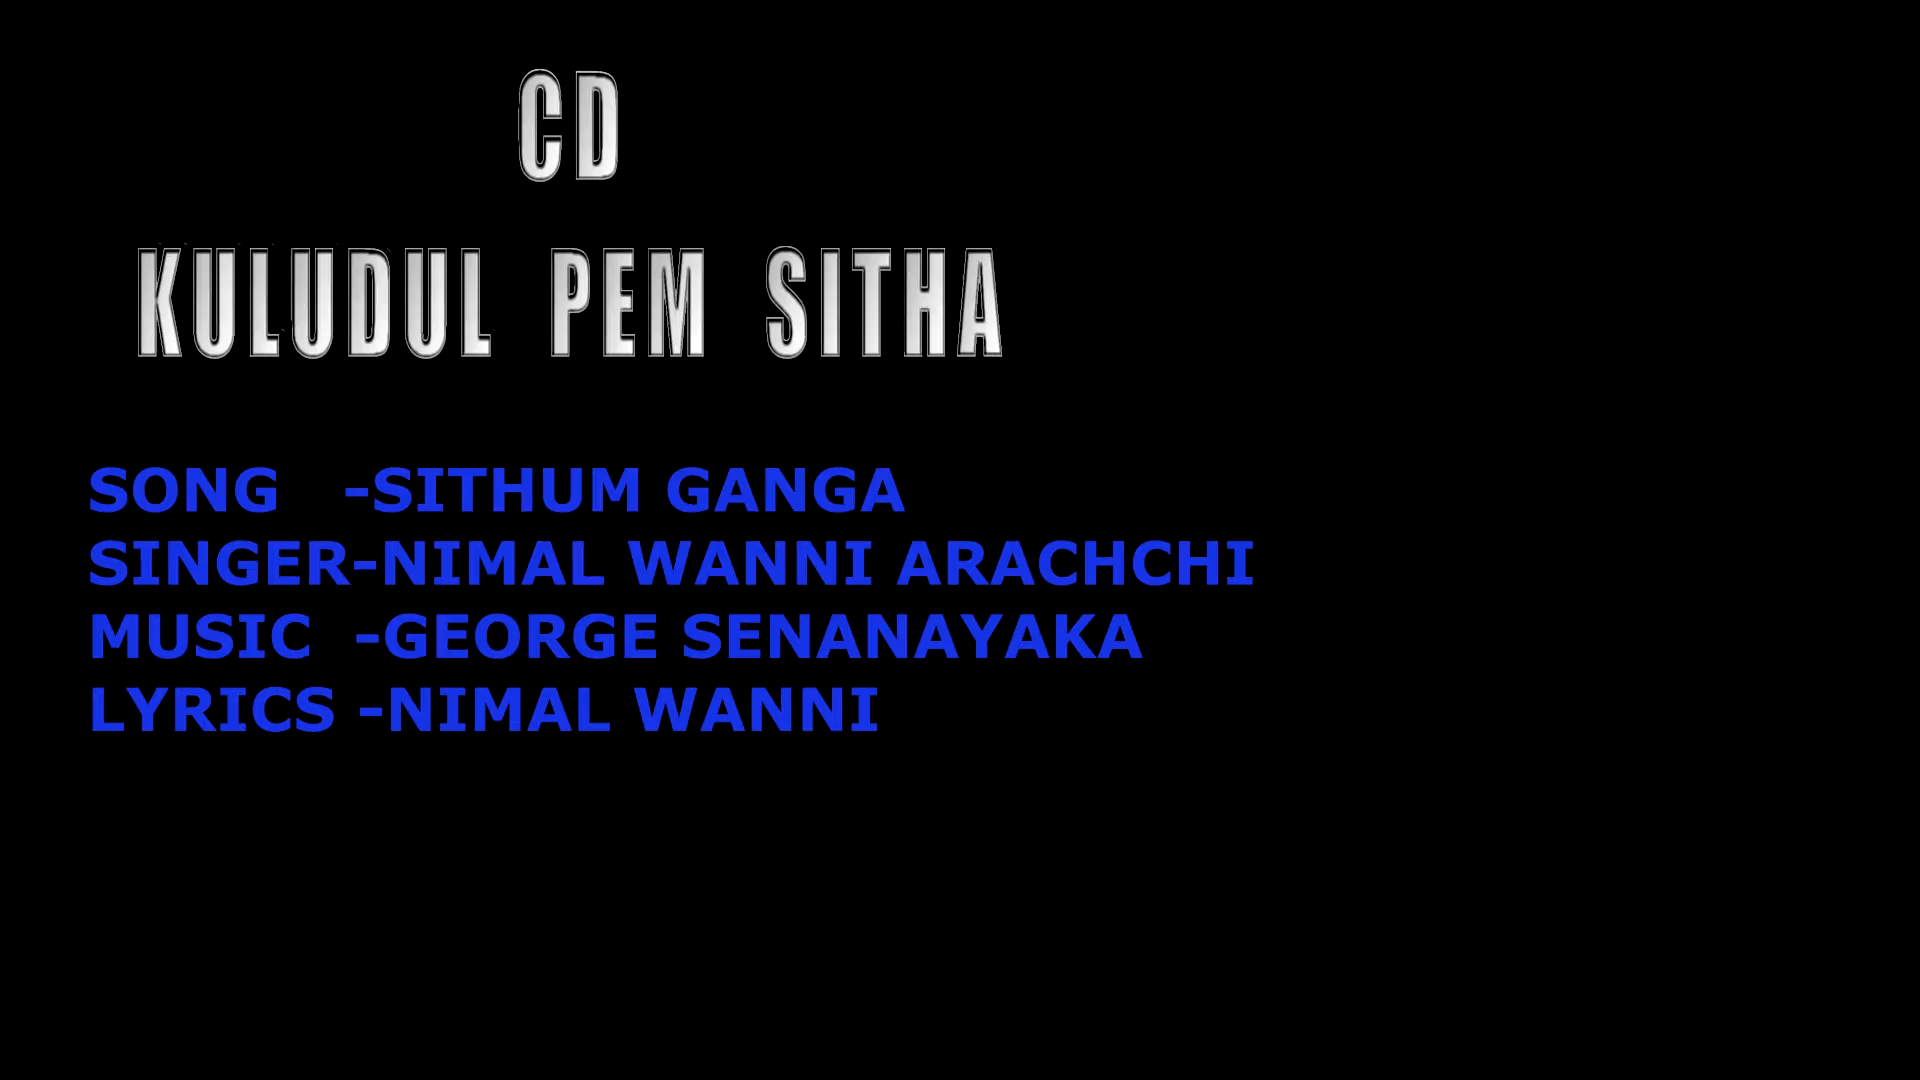 CD
KULUDUL PEM SITHA
SONG -SITHUM GANGA
SINGER-NIMAL WANNI ARACHCHI
MUSIC -GEORGE SENANAYAKA
LYRICS -NIMAL WANNI